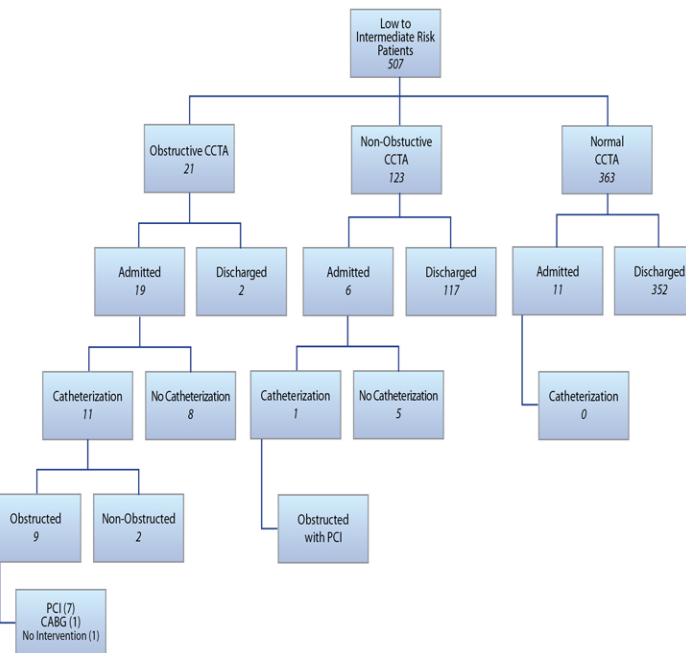 Low to
Intermediate Risk
Patients
507
Obstructive CCTA
21
Non-Obstuctive
CCTA
123
Normal
CCTA
363
Admitted
19
Discharged
2
Admitted
6
Discharged
117
Admitted
11
Discharged
352
Catheterization
11
No Catheterization
8
Catheterization
1
No Catheterization
5
Catheterization
0
Obstructed
9
Non-Obstructed
2
Obstructed
with PCI
PCI (7)
CABG (1)
No Intervention (1)